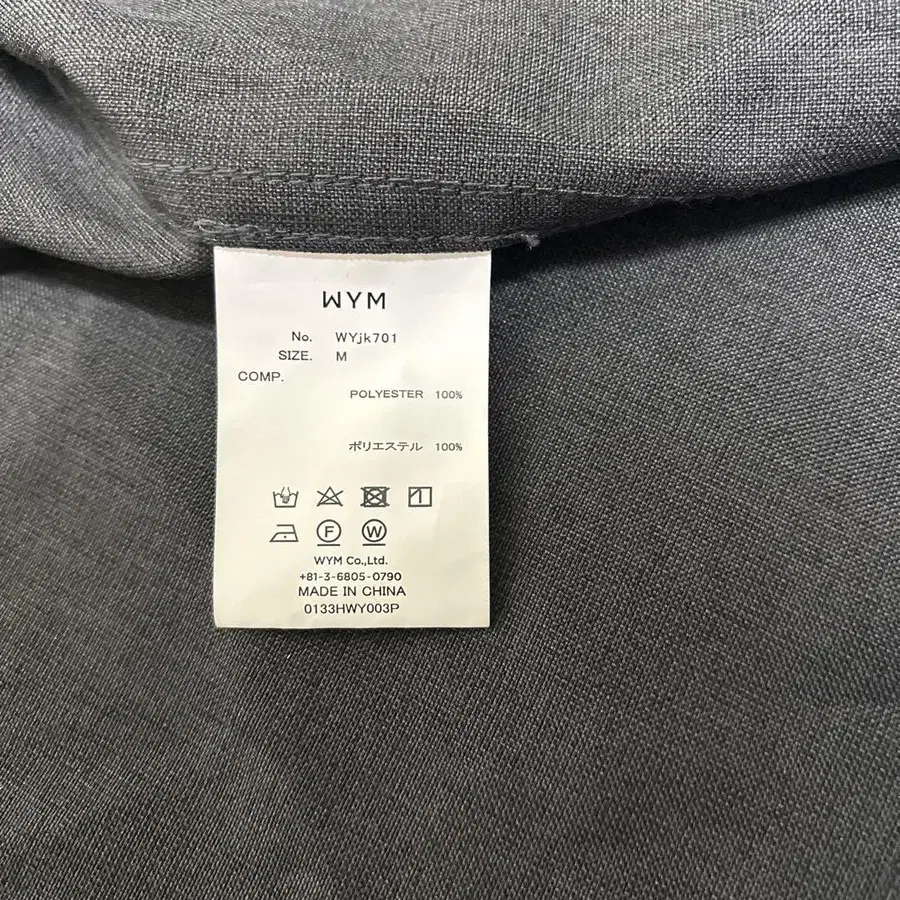 WYM
No. WYjk701
SIZE. M
COMP.
POLYESTER 100%
ポリエステル 100%
F W
WYM Co.,Ltd.
+81-3-6805-0790
MADE IN CHINA
0133HWY003P